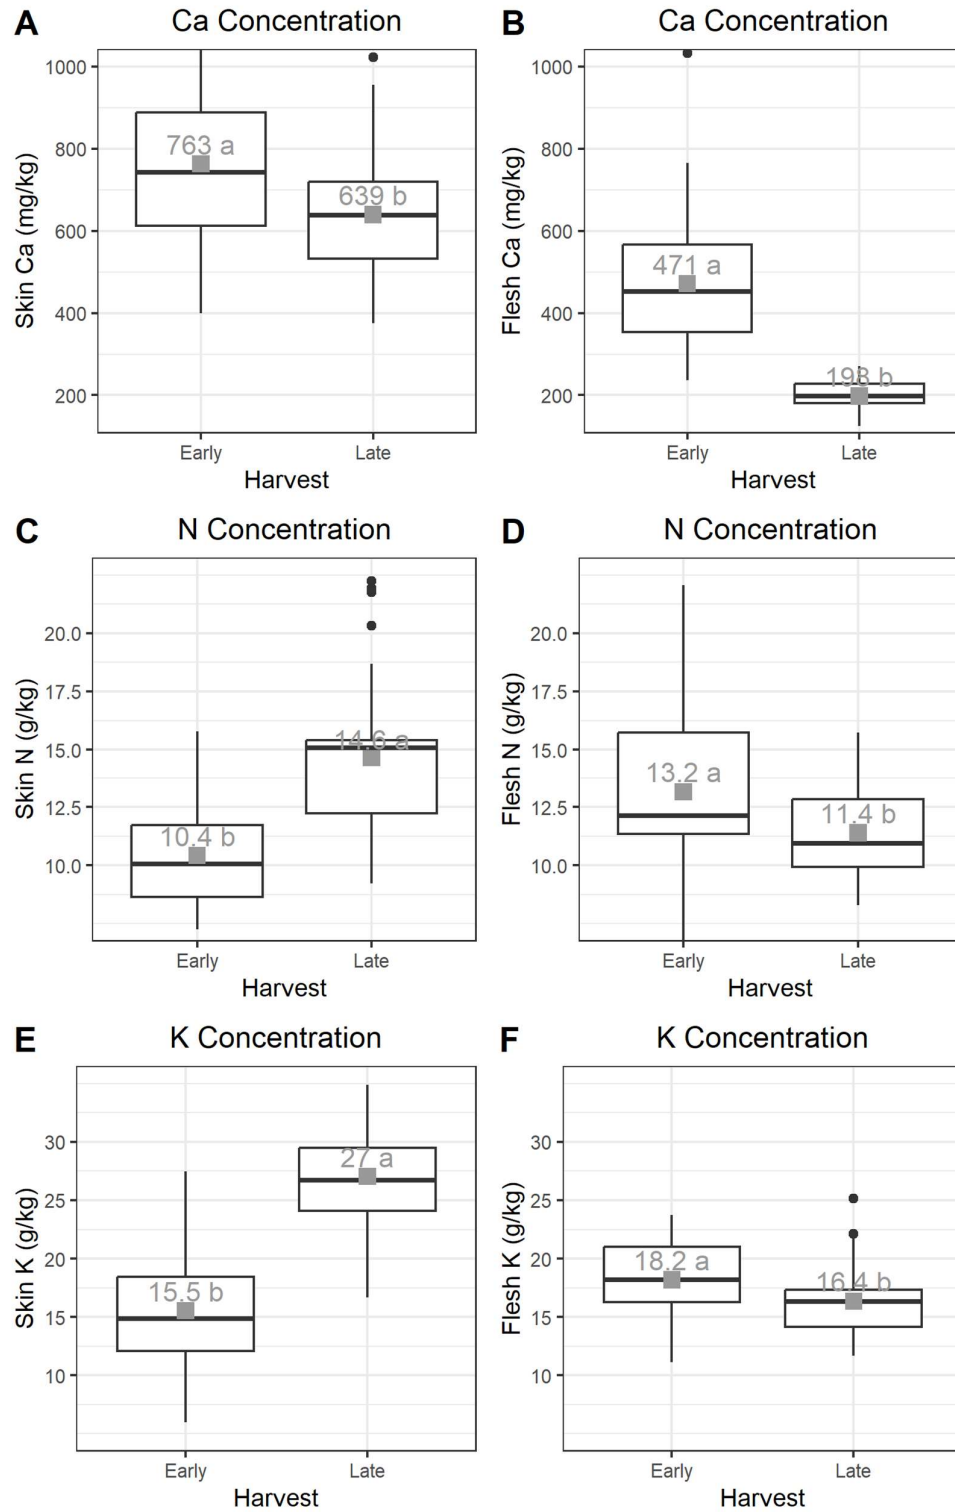 A Ca Concentration
1000
800
600
400
200
Skin Ca (mg/kg)
763 a
639 b
Early Late
Harvest
B Ca Concentration
1000
800
600
400
200
Flesh Ca (mg/kg)
471 a
198 b
Early Late
Harvest
C N Concentration
20.0
17.5
15.0
12.5
10.0
Skin N (g/kg)
10.4 b
14.6 a
Early Late
Harvest
D N Concentration
20.0
17.5
15.0
12.5
10.0
Flesh N (g/kg)
13.2 a
11.4 b
Early Late
Harvest
E K Concentration
30
25
20
15
10
Skin K (g/kg)
15.5 b
27 a
Early Late
Harvest
F K Concentration
30
25
20
15
10
Flesh K (g/kg)
18.2 a
16.4 b
Early Late
Harvest